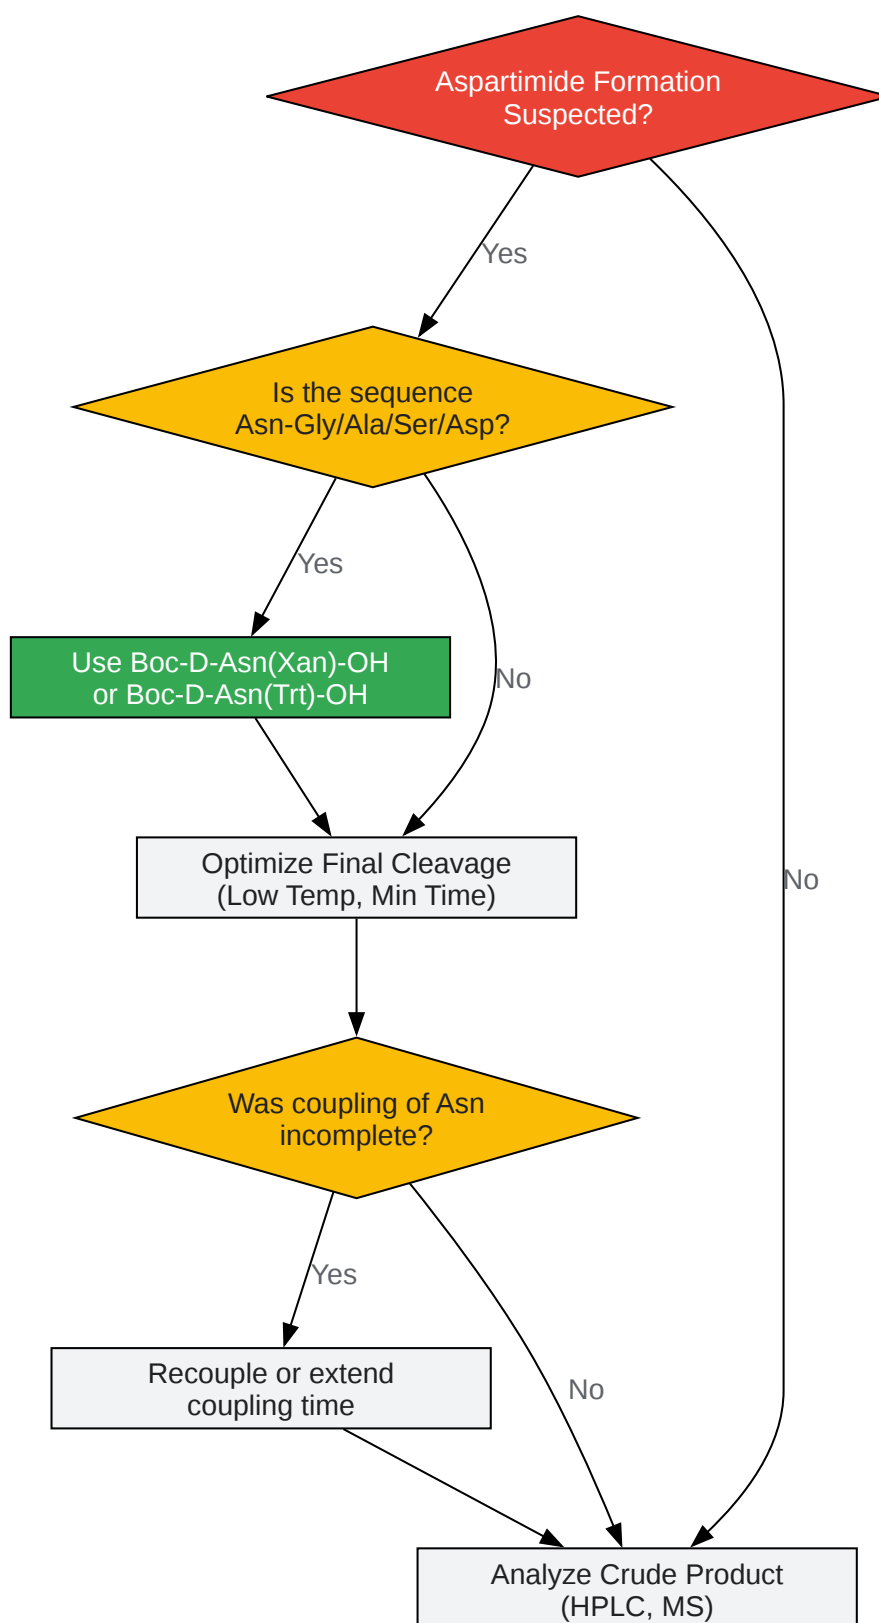 Aspartimide Formation
Suspected?
Yes
Is the sequence
Asn-Gly/Ala/Ser/Asp?
Yes
Use Boc-D-Asn(Xan)-OH
or Boc-D-Asn(Trt)-OH
No
Optimize Final Cleavage
(Low Temp, Min Time)
No
Was coupling of Asn
incomplete?
Yes
Recouple or extend
coupling time
No
Analyze Crude Product
(HPLC, MS)